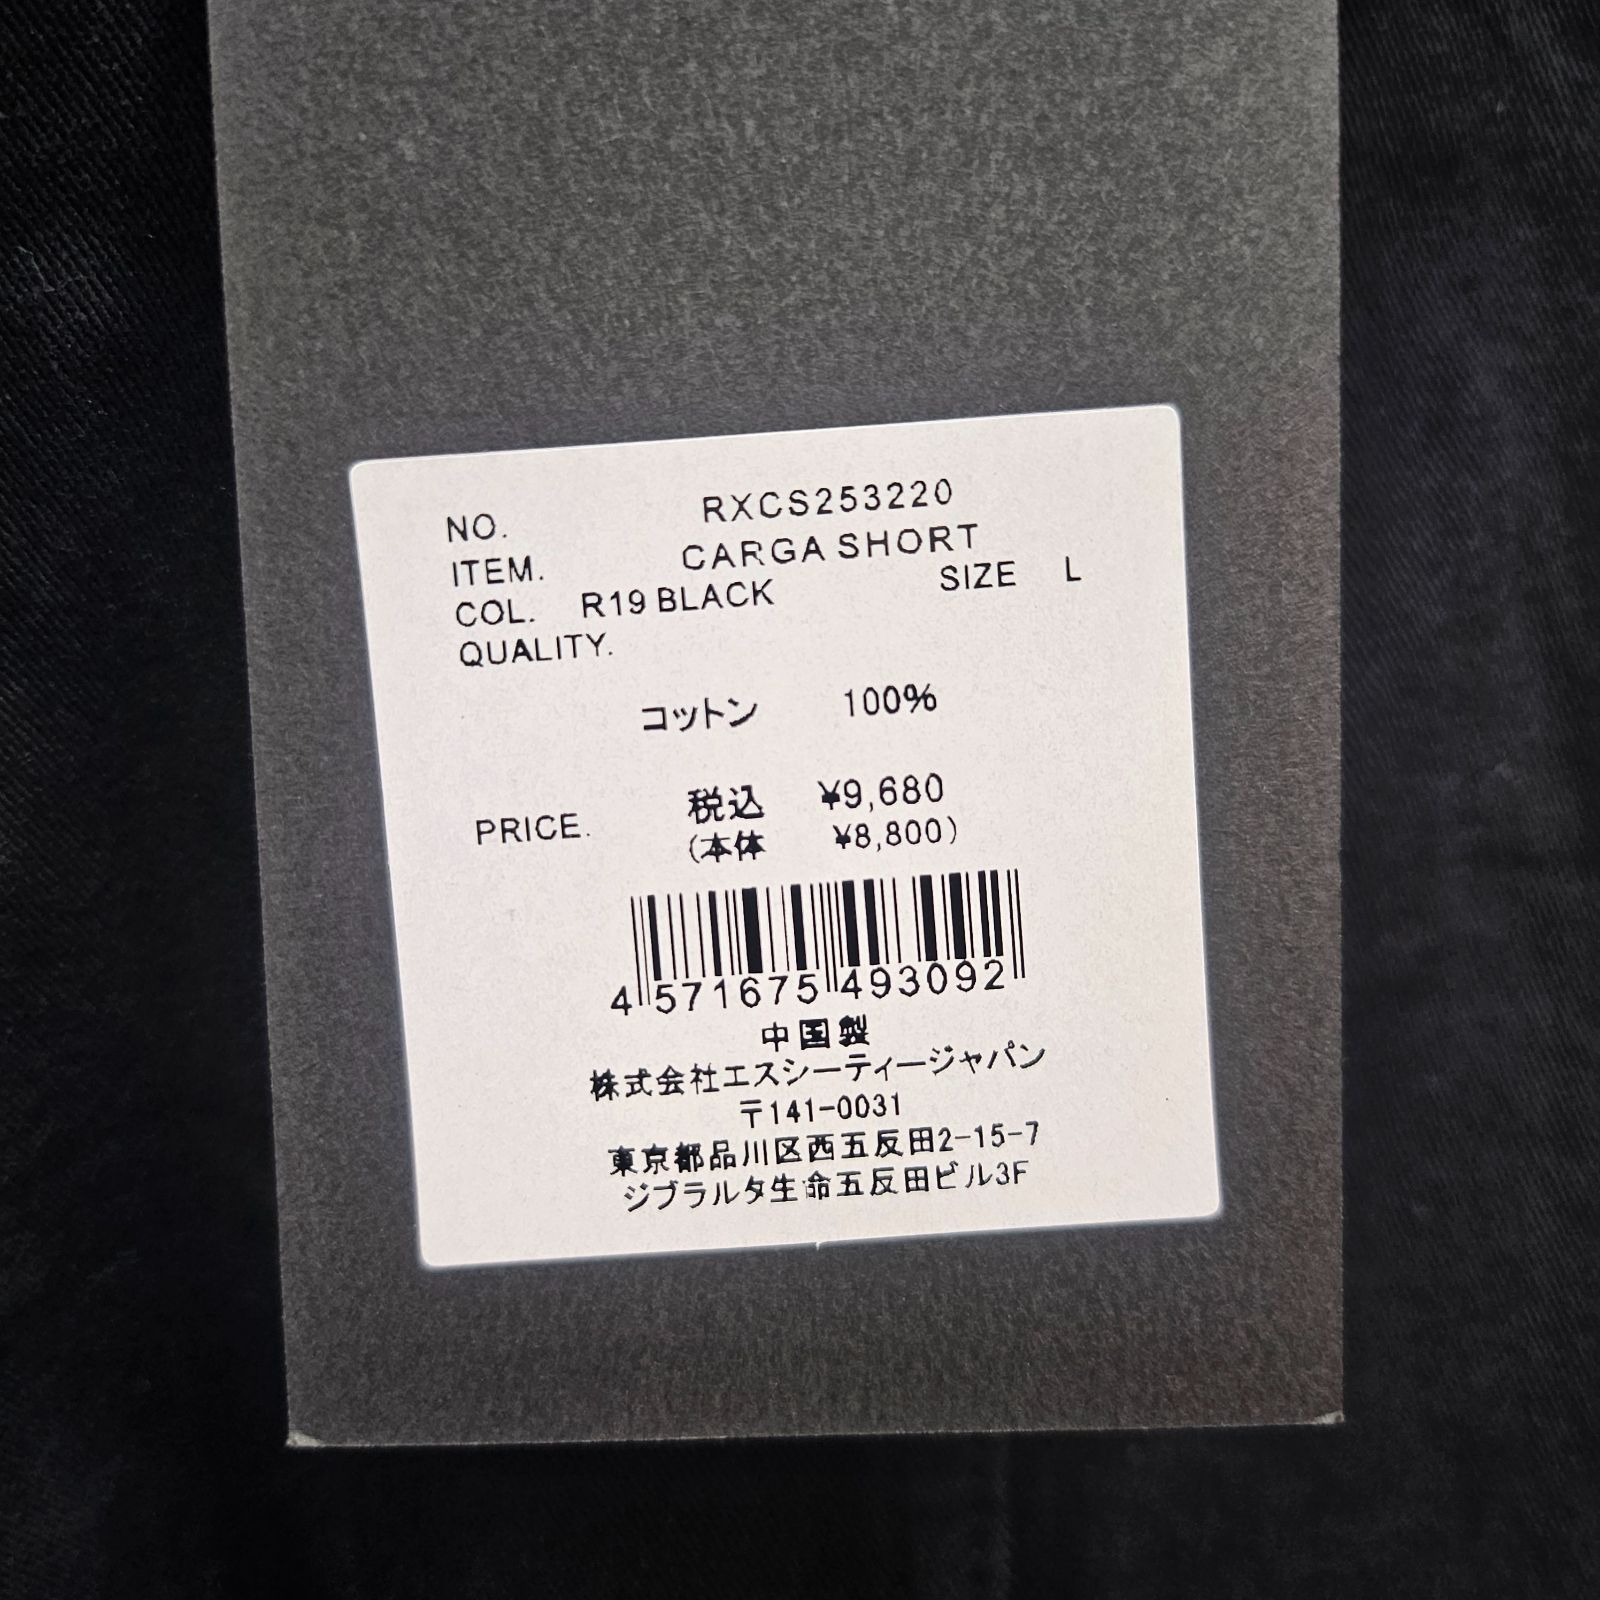 NO. RXCS253220
ITEM. CARGA SHORT
COL. R19 BLACK SIZE L
QUALITY.
コットン 100%
PRICE. 税込 ¥9,680
(本体 ¥8,800)
4 571675 493092
中国製
株式会社エスシーティージャパン
〒141-0031
東京都品川区西五反田2-15-7
ジブラルタ生命五反田ビル3F